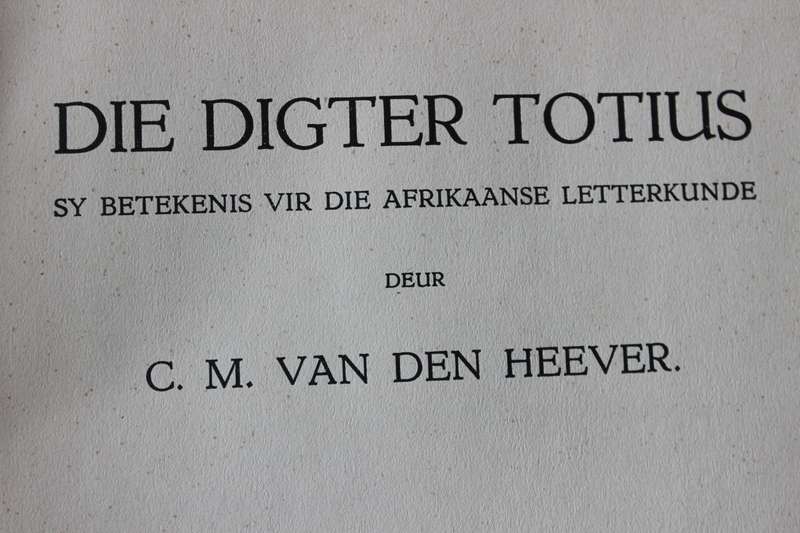 DIE DIGTER TOTIUS
SY BETEKENIS VIR DIE AFRIKAANSE LETTERKUNDE
DEUR
C. M. VAN DEN HEEVER.